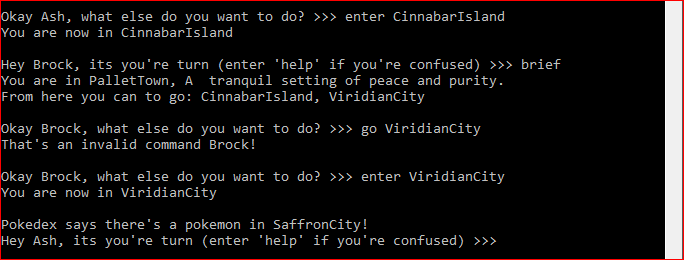 Okay Ash, what else do you want to do? >>> enter CinnabarIsland
You are now in CinnabarIsland
Hey Brock, its you're turn (enter 'help' if you're confused) >>> brief
You are in PalletTown, A  tranquil setting of peace and purity.
From here you can to go: CinnabarIsland, ViridianCity
Okay Brock, what else do you want to do? >>> go ViridianCity
That's an invalid command Brock!
Okay Brock, what else do you want to do? >>> enter ViridianCity
You are now in ViridianCity
Pokedex says there's a pokemon in SaffronCity!
Hey Ash, its you're turn (enter 'help' if you're confused) >>>